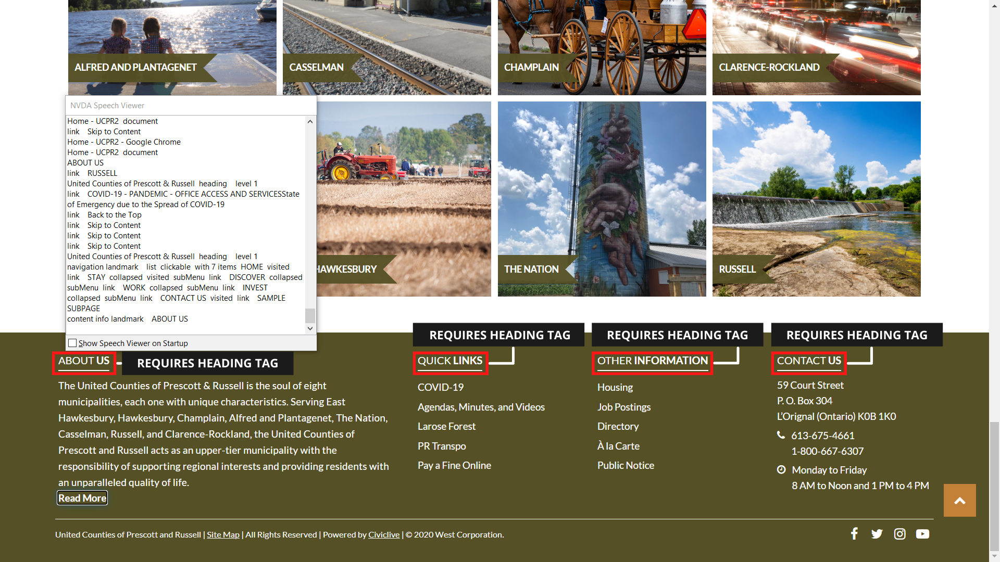 ALFRED AND PLANTAGENET
CASSELMAN
CHAMPLAIN
CLARENCE-ROCKLAND
NVDA Speech Viewer
Home - UCPR2  document
link    Skip to Content
Home - UCPR2 - Google Chrome
Home - UCPR2  document
ABOUT US
link    RUSSELL
United Counties of Prescott & Russell  heading    level 1
link    COVID-19 - PANDEMIC - OFFICE ACCESS AND SERVICESState
of Emergency due to the Spread of COVID-19
link    Back to the Top
link    Skip to Content
link    Skip to Content
link    Skip to Content
United Counties of Prescott & Russell  heading    level 1
navigation landmark    list  clickable  with 7 items  HOME  visited
link    STAY  collapsed  visited  subMenu  link    DISCOVER  collapsed
subMenu  link    WORK  collapsed  subMenu  link    INVEST
collapsed  subMenu  link    CONTACT US  visited  link    SAMPLE
SUBPAGE
content info landmark    ABOUT US
Show Speech Viewer on Startup
HAWKESBURY
THE NATION
RUSSELL
ABOUT US
REQUIRES HEADING TAG
The United Counties of Prescott & Russell is the soul of eight
municipalities, each one with unique characteristics. Serving East
Hawkesbury, Hawkesbury, Champlain, Alfred and Plantagenet, The Nation,
Casselman, Russell, and Clarence-Rockland, the United Counties of
Prescott and Russell acts as an upper-tier municipality with the
responsibility of supporting regional interests and providing residents with
an unparalleled quality of life.
Read More
REQUIRES HEADING TAG
QUICK LINKS
COVID-19
Agendas, Minutes, and Videos
Larose Forest
PR Transpo
Pay a Fine Online
REQUIRES HEADING TAG
OTHER INFORMATION
Housing
Job Postings
Directory
À la Carte
Public Notice
REQUIRES HEADING TAG
CONTACT US
59 Court Street
P. O. Box 304
L'Orignal (Ontario) K0B 1K0
613-675-4661
1-800-667-6307
Monday to Friday
8 AM to Noon and 1 PM to 4 PM
United Counties of Prescott and Russell | Site Map | All Rights Reserved | Powered by Civiclive | © 2020 West Corporation.